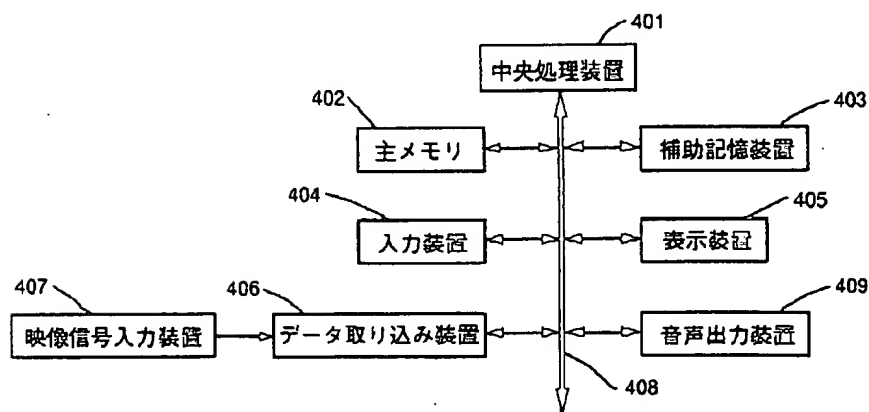 401
中央処理装置
402
403
主メモリ
補助記憶装置
404
405
入力装置
表示装置
407
406
409
映像信号入力装置
データ取り込み装置
音声出力装置
408